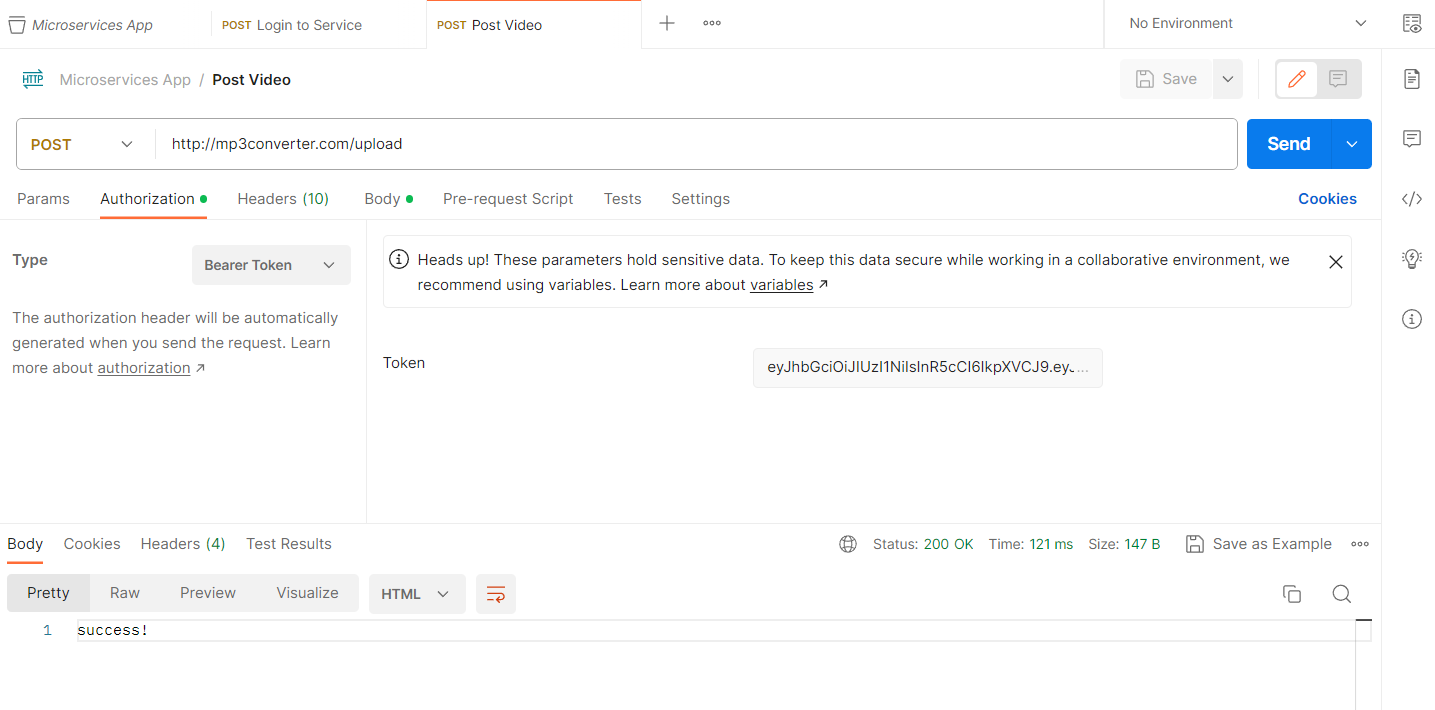 Microservices App
POST Login to Service
POST Post Video
No Environment
HTTP
Microservices App / Post Video
Save
POST
http://mp3converter.com/upload
Send
Params
Authorization
Headers (10)
Body
Pre-request Script
Tests
Settings
Cookies
Type
Bearer Token
The authorization header will be automatically
generated when you send the request. Learn
more about authorization ↗
Heads up! These parameters hold sensitive data. To keep this data secure while working in a collaborative environment, we
recommend using variables. Learn more about variables ↗
Token
eyJhbGciOiJIUzI1NiIsInR5cCI6IkpXVCJ9.eyJ...
Body
Cookies
Headers (4)
Test Results
Status: 200 OK
Time: 121 ms
Size: 147 B
Save as Example
Pretty
Raw
Preview
Visualize
HTML
1
success!